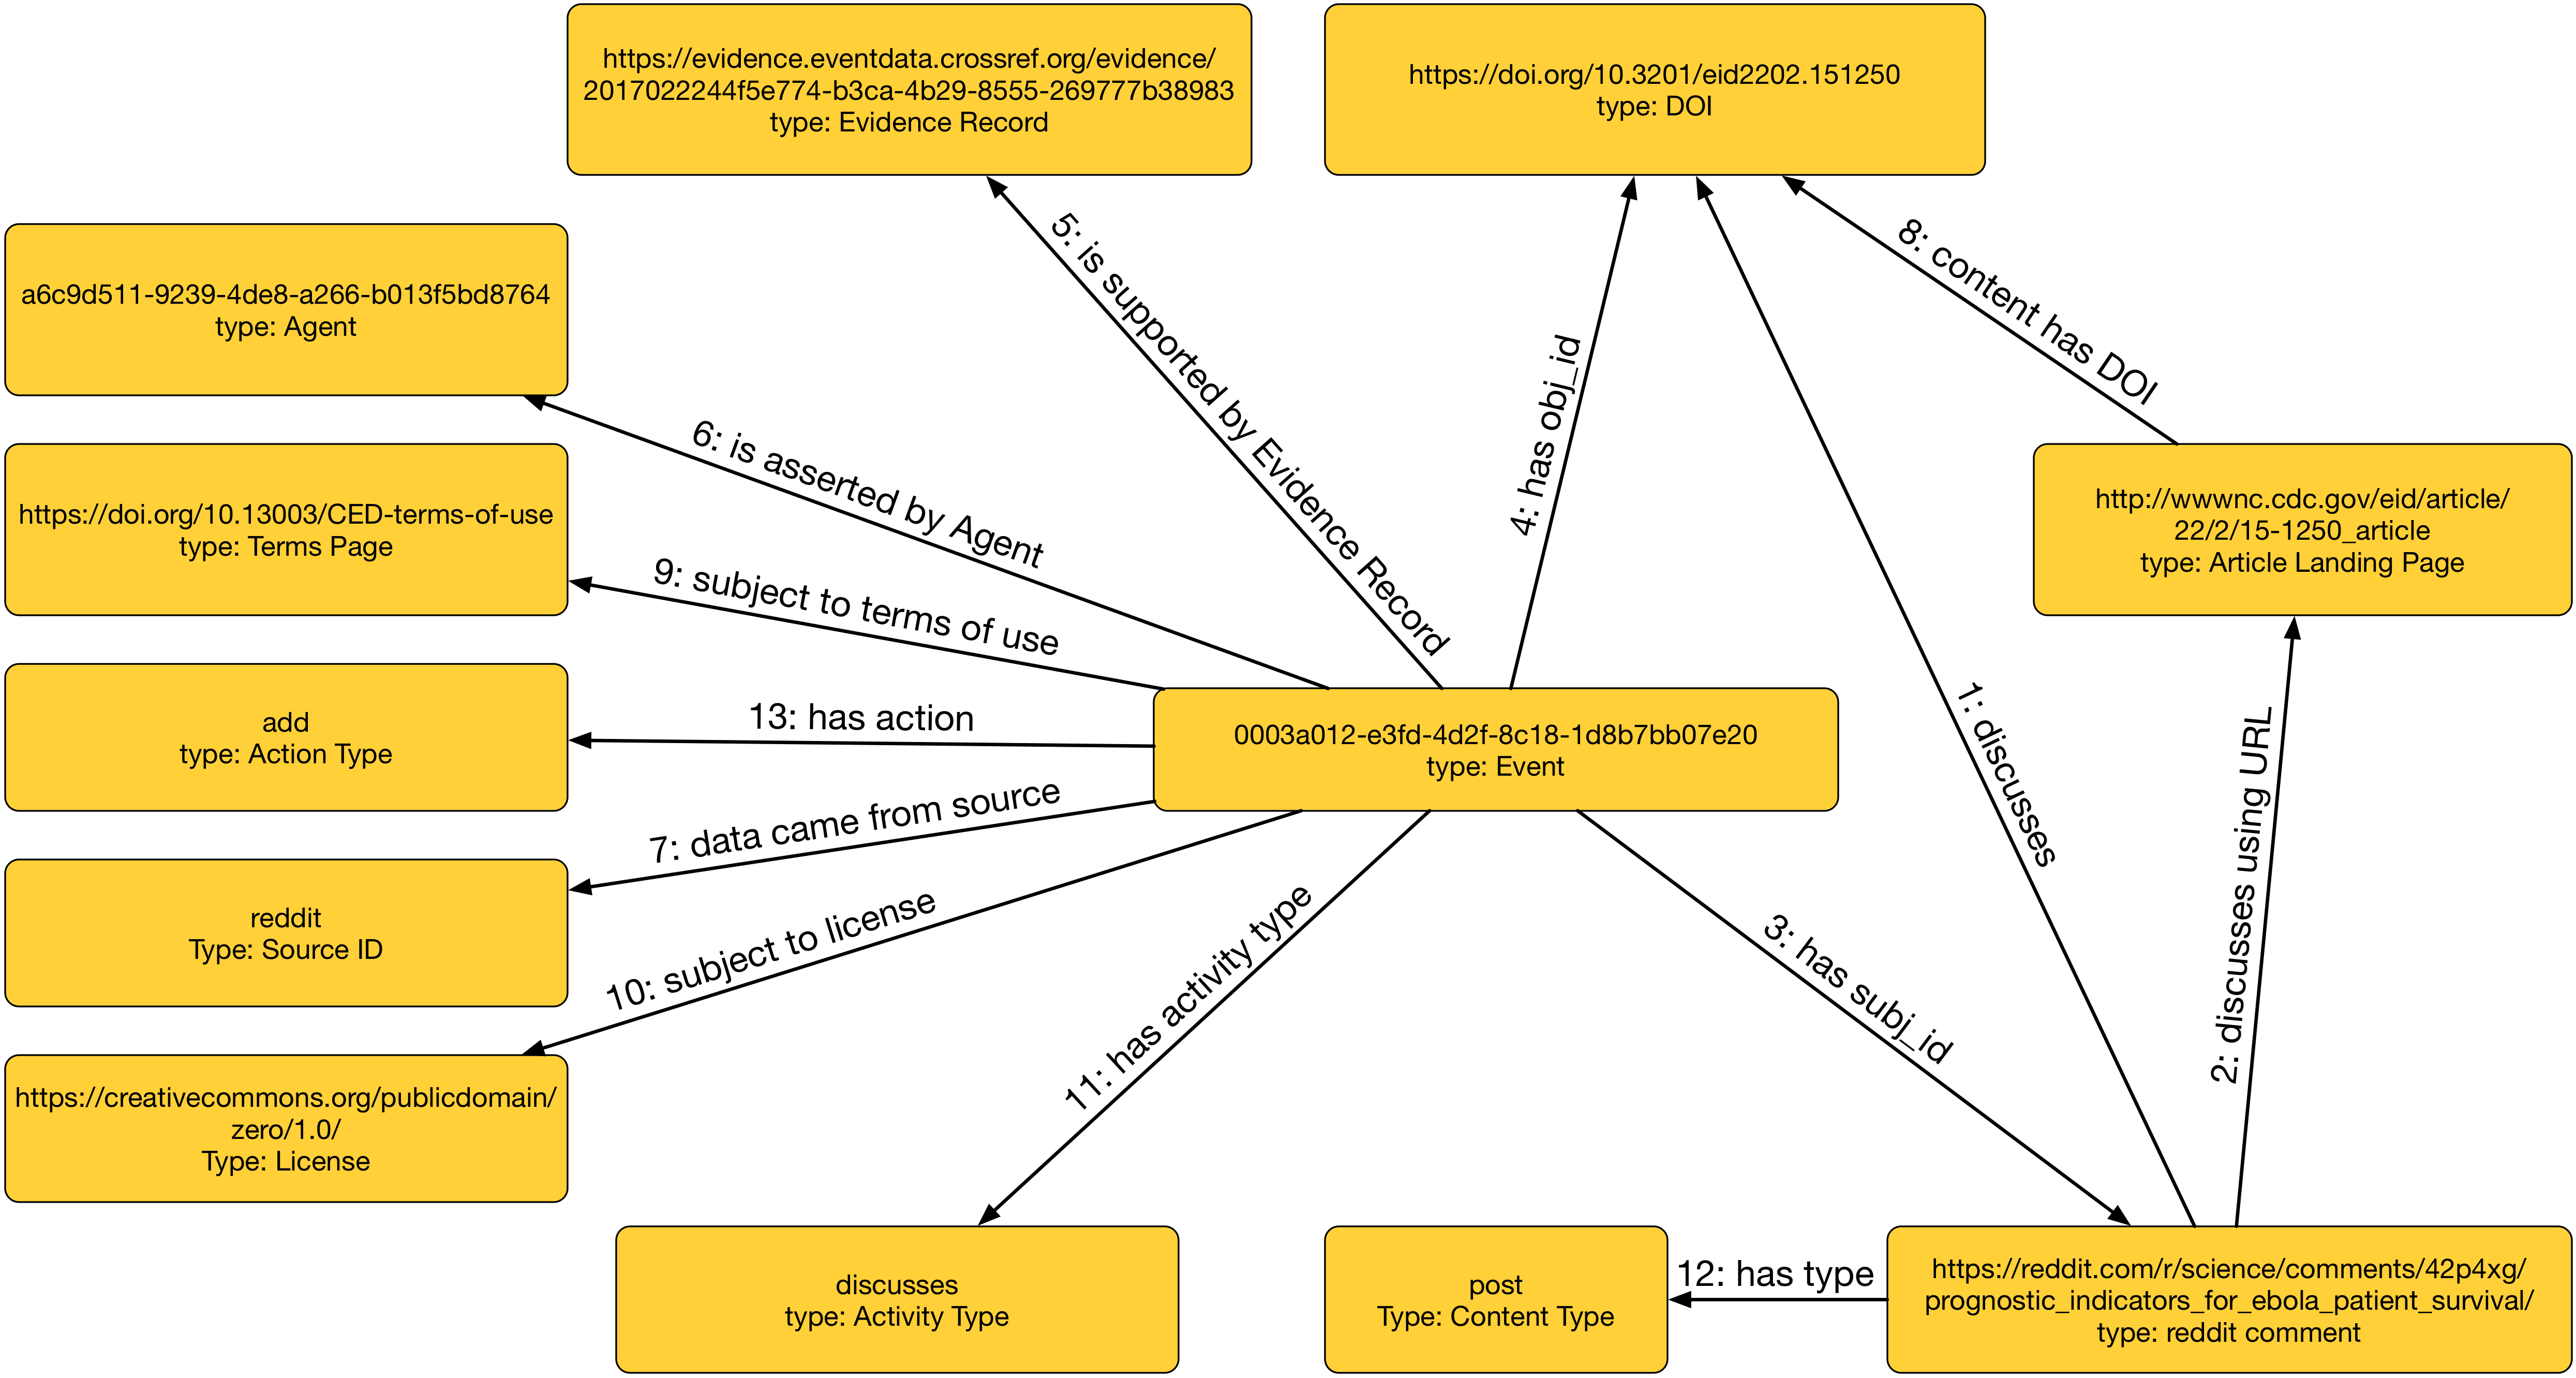 https://evidence.eventdata.crossref.org/evidence/
2017022244f5e774-b3ca-4b29-8555-269777b38983
type: Evidence Record
https://doi.org/10.3201/eid2202.151250
type: DOI
a6c9d511-9239-4de8-a266-b013f5bd8764
type: Agent
https://doi.org/10.13003/CED-terms-of-use
type: Terms Page
http://wwwnc.cdc.gov/eid/article/
22/2/15-1250_article
type: Article Landing Page
add
type: Action Type
0003a012-e3fd-4d2f-8c18-1d8b7bb07e20
type: Event
reddit
Type: Source ID
https://creativecommons.org/publicdomain/
zero/1.0/
Type: License
discusses
type: Activity Type
post
Type: Content Type
https://reddit.com/r/science/comments/42p4xg/
prognostic_indicators_for_ebola_patient_survival/
type: reddit comment
5: is supported by Evidence Record
4: has obj_id
8: content has DOI
6: is asserted by Agent
9: subject to terms of use
13: has action
7: data came from source
10: subject to license
11: has activity type
3: has subj_id
1: discusses
2: discusses using URL
12: has type